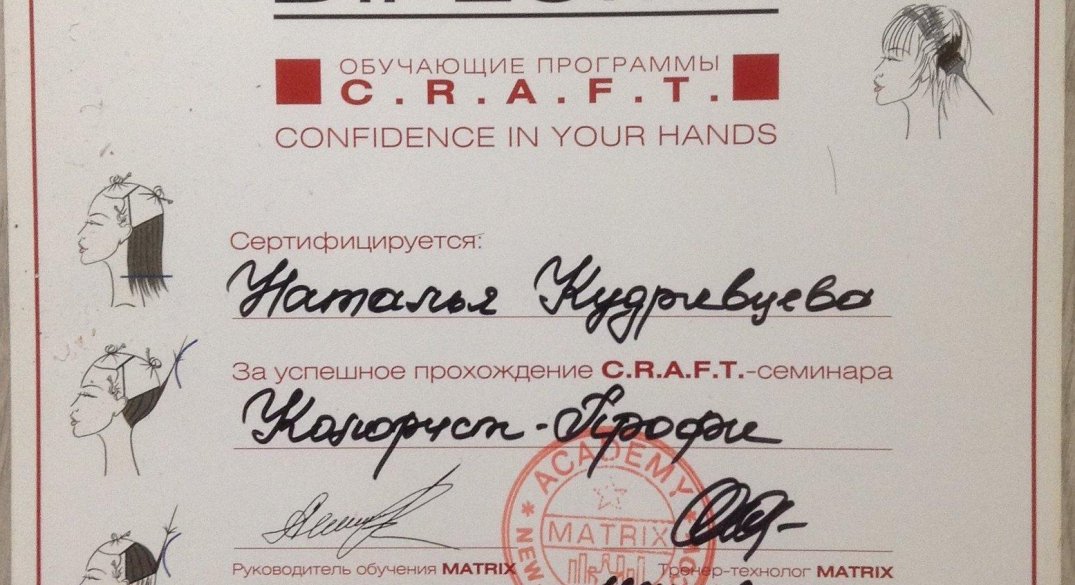 ОБУЧАЮЩИЕ ПРОГРАММЫ
C.R.A.F.T.
CONFIDENCE IN YOUR HANDS
Сертифицируется:
Наталья Кудрявцева
За успешное прохождение C.R.A.F.T.-семинара
Колорист-Профи
ACADEMY
MATRIX
NEW
Руководитель обучения MATRIX
Тренер-технолог MATRIX